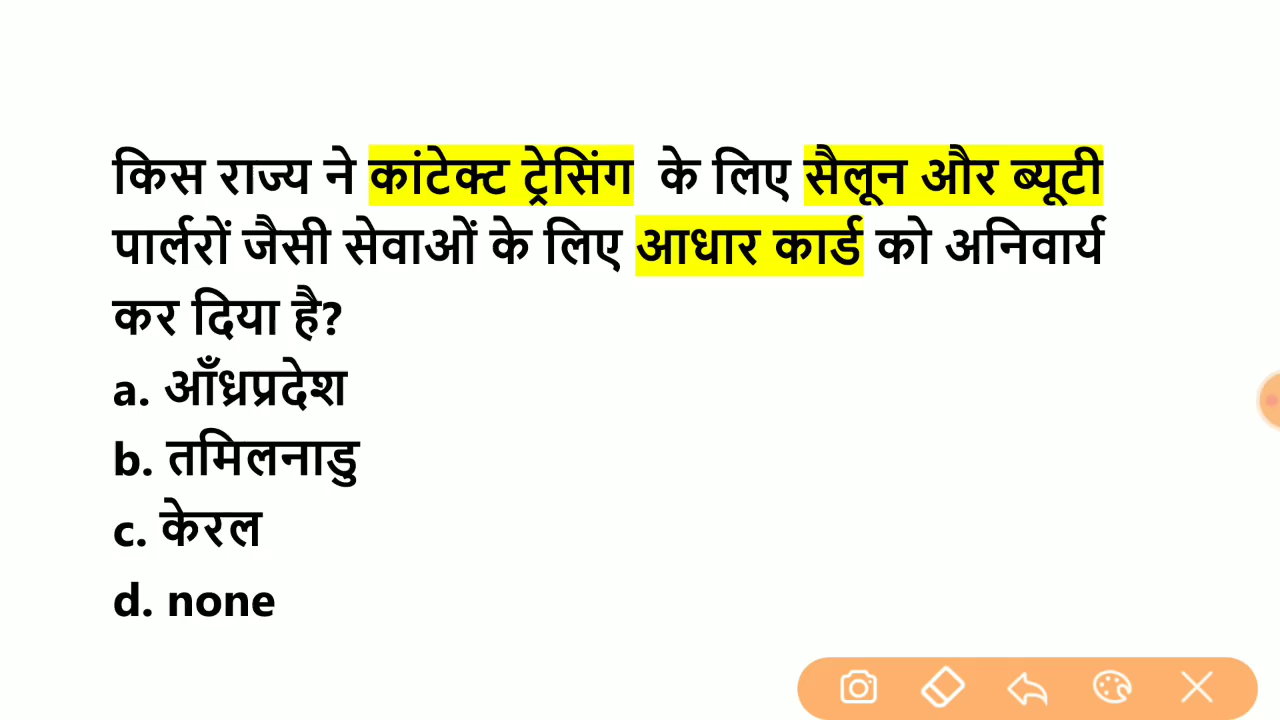 किस राज्य ने कांटेक्ट ट्रेसिंग के लिए सैलून और ब्यूटी
पार्लरों जैसी सेवाओं के लिए आधार कार्ड को अनिवार्य
कर दिया है?
a. आँध्रप्रदेश
b. तमिलनाडु
c. केरल
d. none